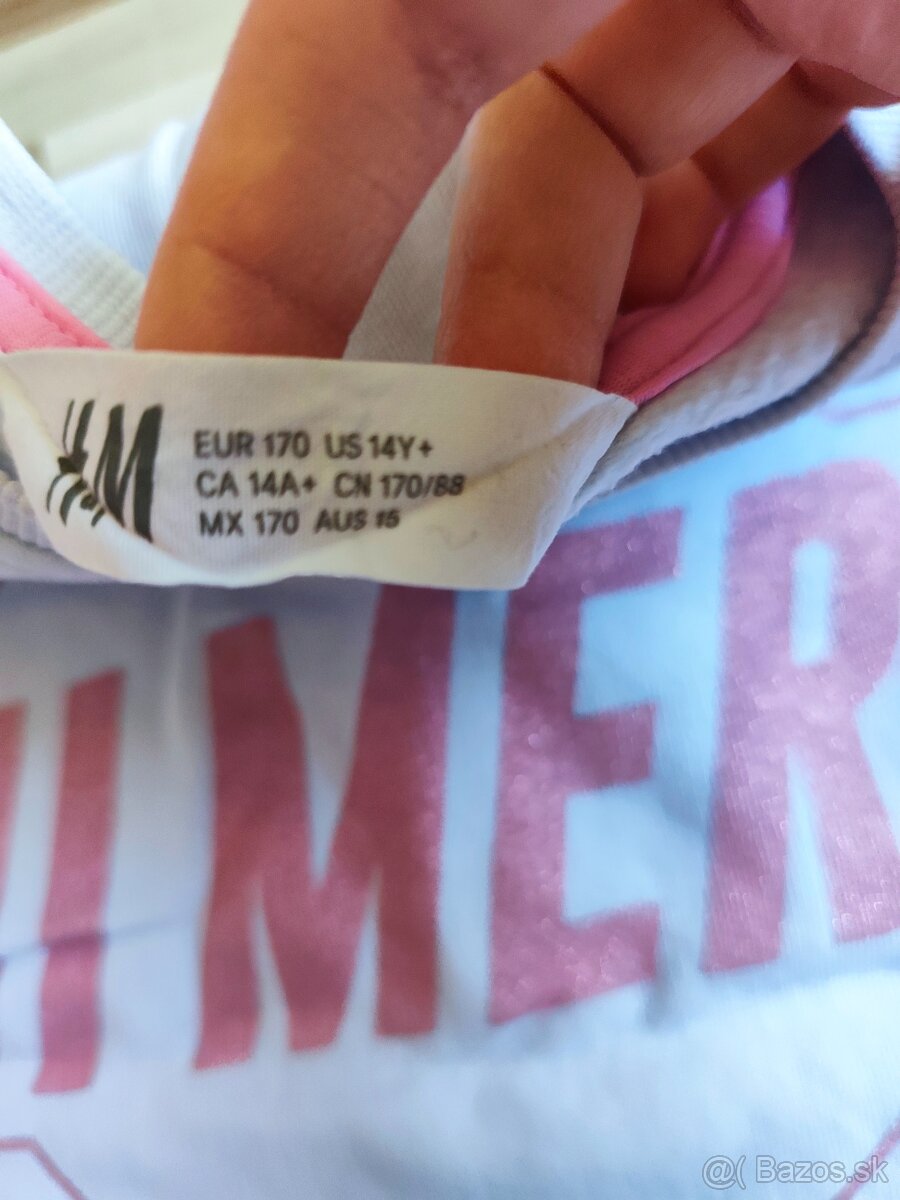 H&M
EUR 170 US 14Y+
CA 14A+ CN 170/88
MX 170 AUS 15
IMER
@( Bazos.sk